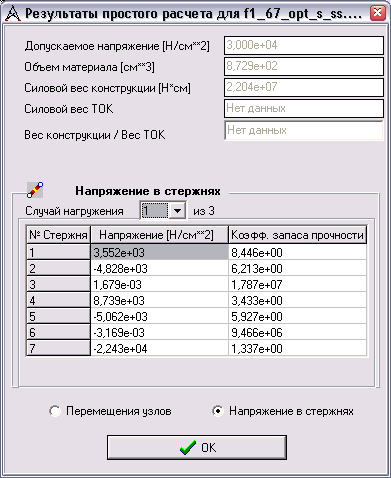 Результаты простого расчета для f1_67_opt_s_ss....
Допускаемое напряжение [Н/см**2] 3,000e+04
Объем материала [см**3] 8,729e+02
Силовой вес конструкции [Н*см] 2,204e+07
Силовой вес ТОК Нет данных
Вес конструкции / Вес ТОК Нет данных
Напряжение в стержнях
Случай нагружения 1 из 3
№ Стержня Напряжение [Н/см**2] Коэфф. запаса прочности
1 3,552e+03 8,446e+00
2 -4,828e+03 6,213e+00
3 1,679e-03 1,787e+07
4 8,739e+03 3,433e+00
5 -5,062e+03 5,927e+00
6 -3,169e-03 9,466e+06
7 -2,243e+04 1,337e+00
Перемещения узлов Напряжение в стержнях
OK